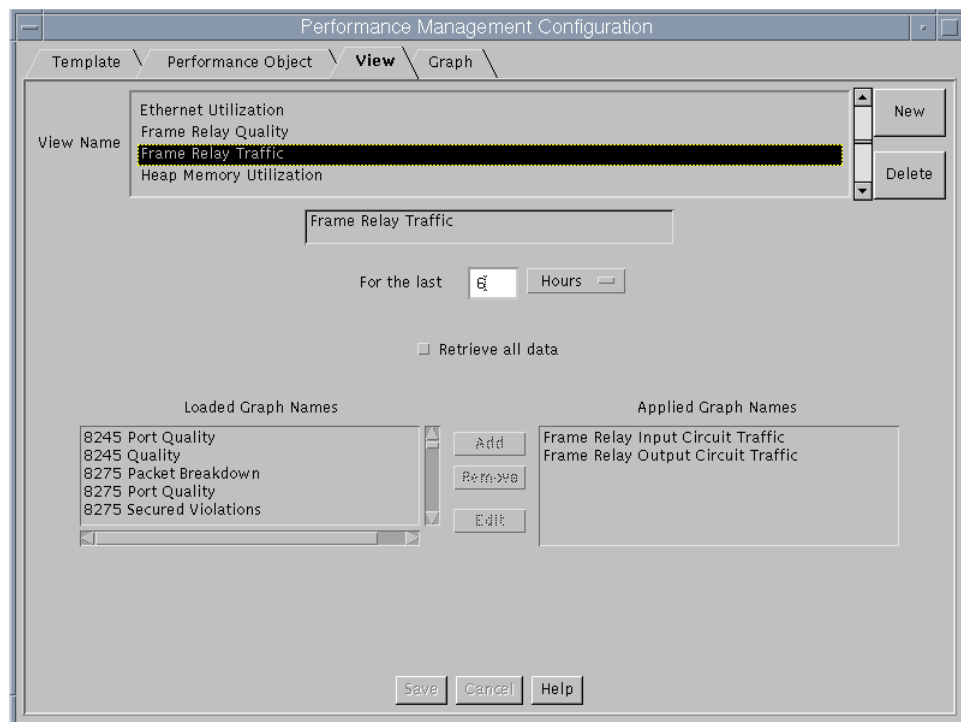 Performance Management Configuration
Template Performance Object View Graph
View Name
Ethernet Utilization
Frame Relay Quality
Frame Relay Traffic
Heap Memory Utilization
New
Delete
Frame Relay Traffic
For the last 6 Hours
Retrieve all data
Loaded Graph Names
8245 Port Quality
8245 Quality
8275 Packet Breakdown
8275 Port Quality
8275 Secured Violations
Add
Remove
Edit
Applied Graph Names
Frame Relay Input Circuit Traffic
Frame Relay Output Circuit Traffic
Save Cancel Help